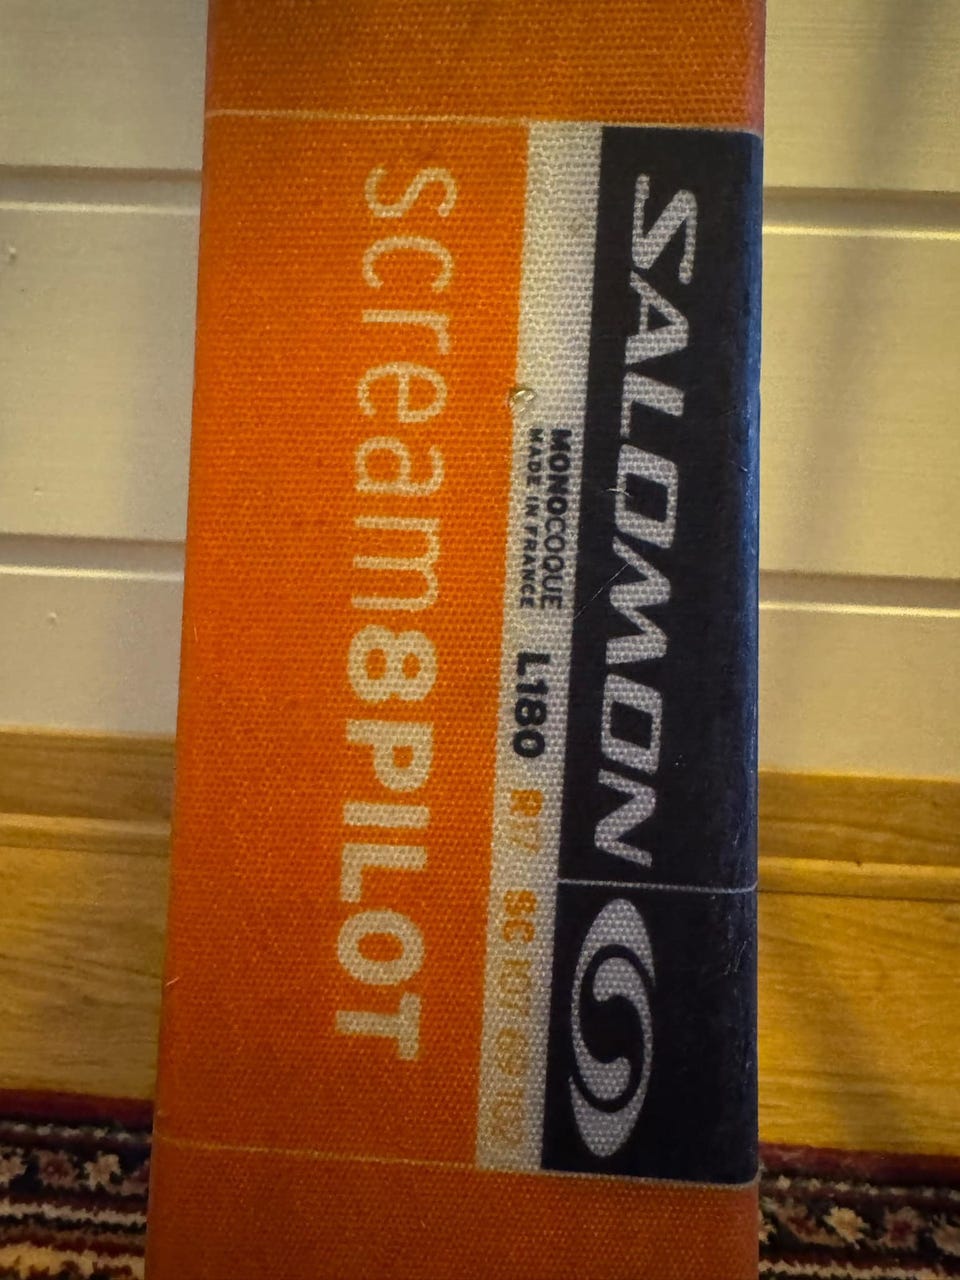 SALOMON
MONOCOQUE
MADE IN FRANCE
L180
scream8PILOT